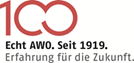 100
Echt AWO. Seit 1919.
Erfahrung für die Zukunft.